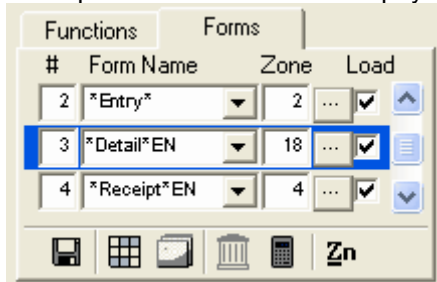 Functions Forms
# Form Name Zone Load
2 *Entry* 2 ...
3 *Detail*EN 18 ...
4 *Receipt*EN 4 ...
Zn